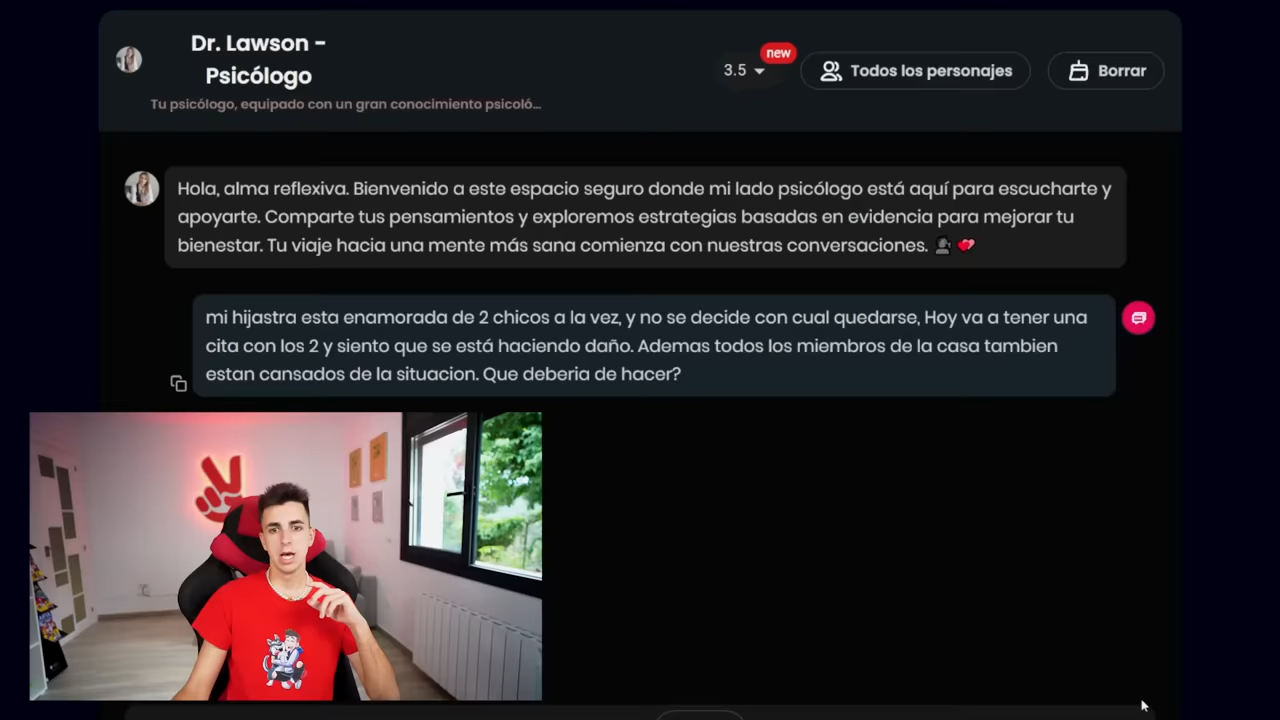 Dr. Lawson -
Psicólogo
Tu psicólogo, equipado con un gran conocimiento psicoló...
3.5
new
Todos los personajes
Borrar
Hola, alma reflexiva. Bienvenido a este espacio seguro donde mi lado psicólogo está aquí para escucharte y
apoyarte. Comparte tus pensamientos y exploremos estrategias basadas en evidencia para mejorar tu
bienestar. Tu viaje hacia una mente más sana comienza con nuestras conversaciones.
mi hijastra esta enamorada de 2 chicos a la vez, y no se decide con cual quedarse, Hoy va a tener una
cita con los 2 y siento que se está haciendo daño. Ademas todos los miembros de la casa tambien
estan cansados de la situacion. Que deberia de hacer?